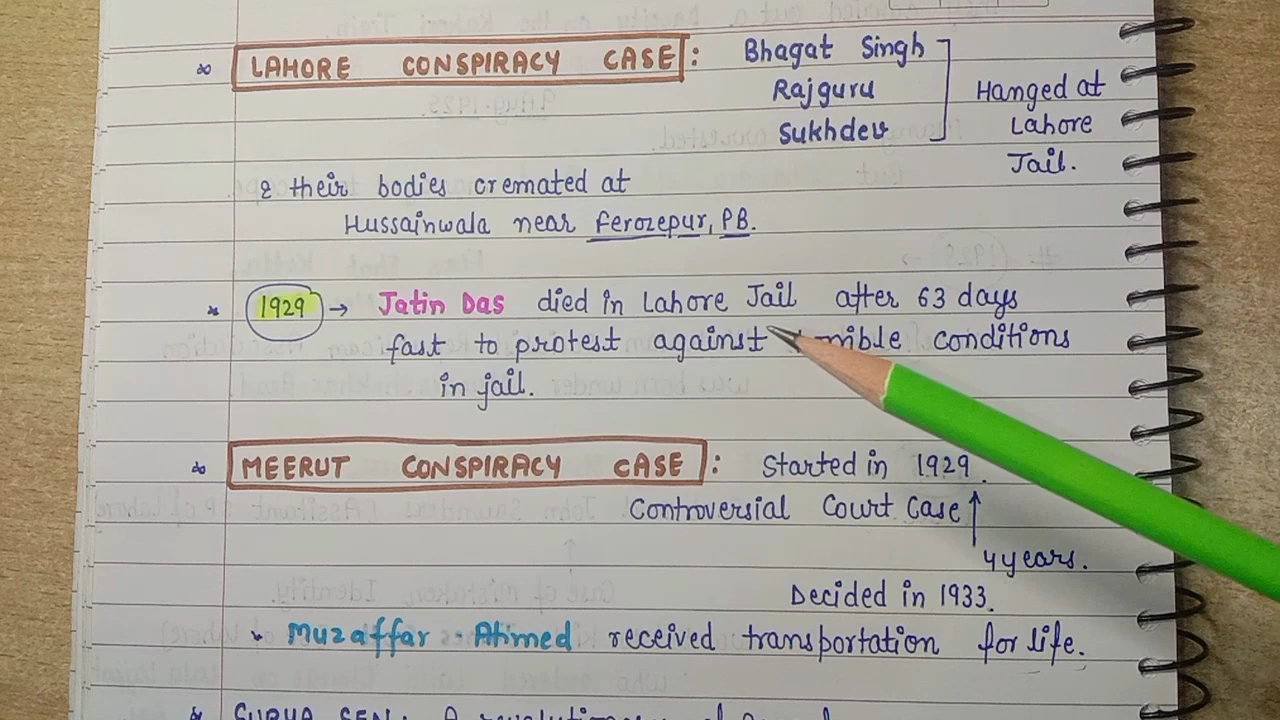 LAHORE CONSPIRACY CASE : Bhagat Singh
Rajguru
Sukhdev
Hanged at
Lahore
Jail.
& their bodies cremated at
Hussainwala near Ferozepur, PB.
1929 → Jatin Das died in Lahore Jail after 63 days
fast to protest against conditions
in jail.
MEERUT CONSPIRACY CASE : Started in 1929
Controversial Court Case
4 years.
Decided in 1933.
Muzaffar Ahmed received transportation for life.